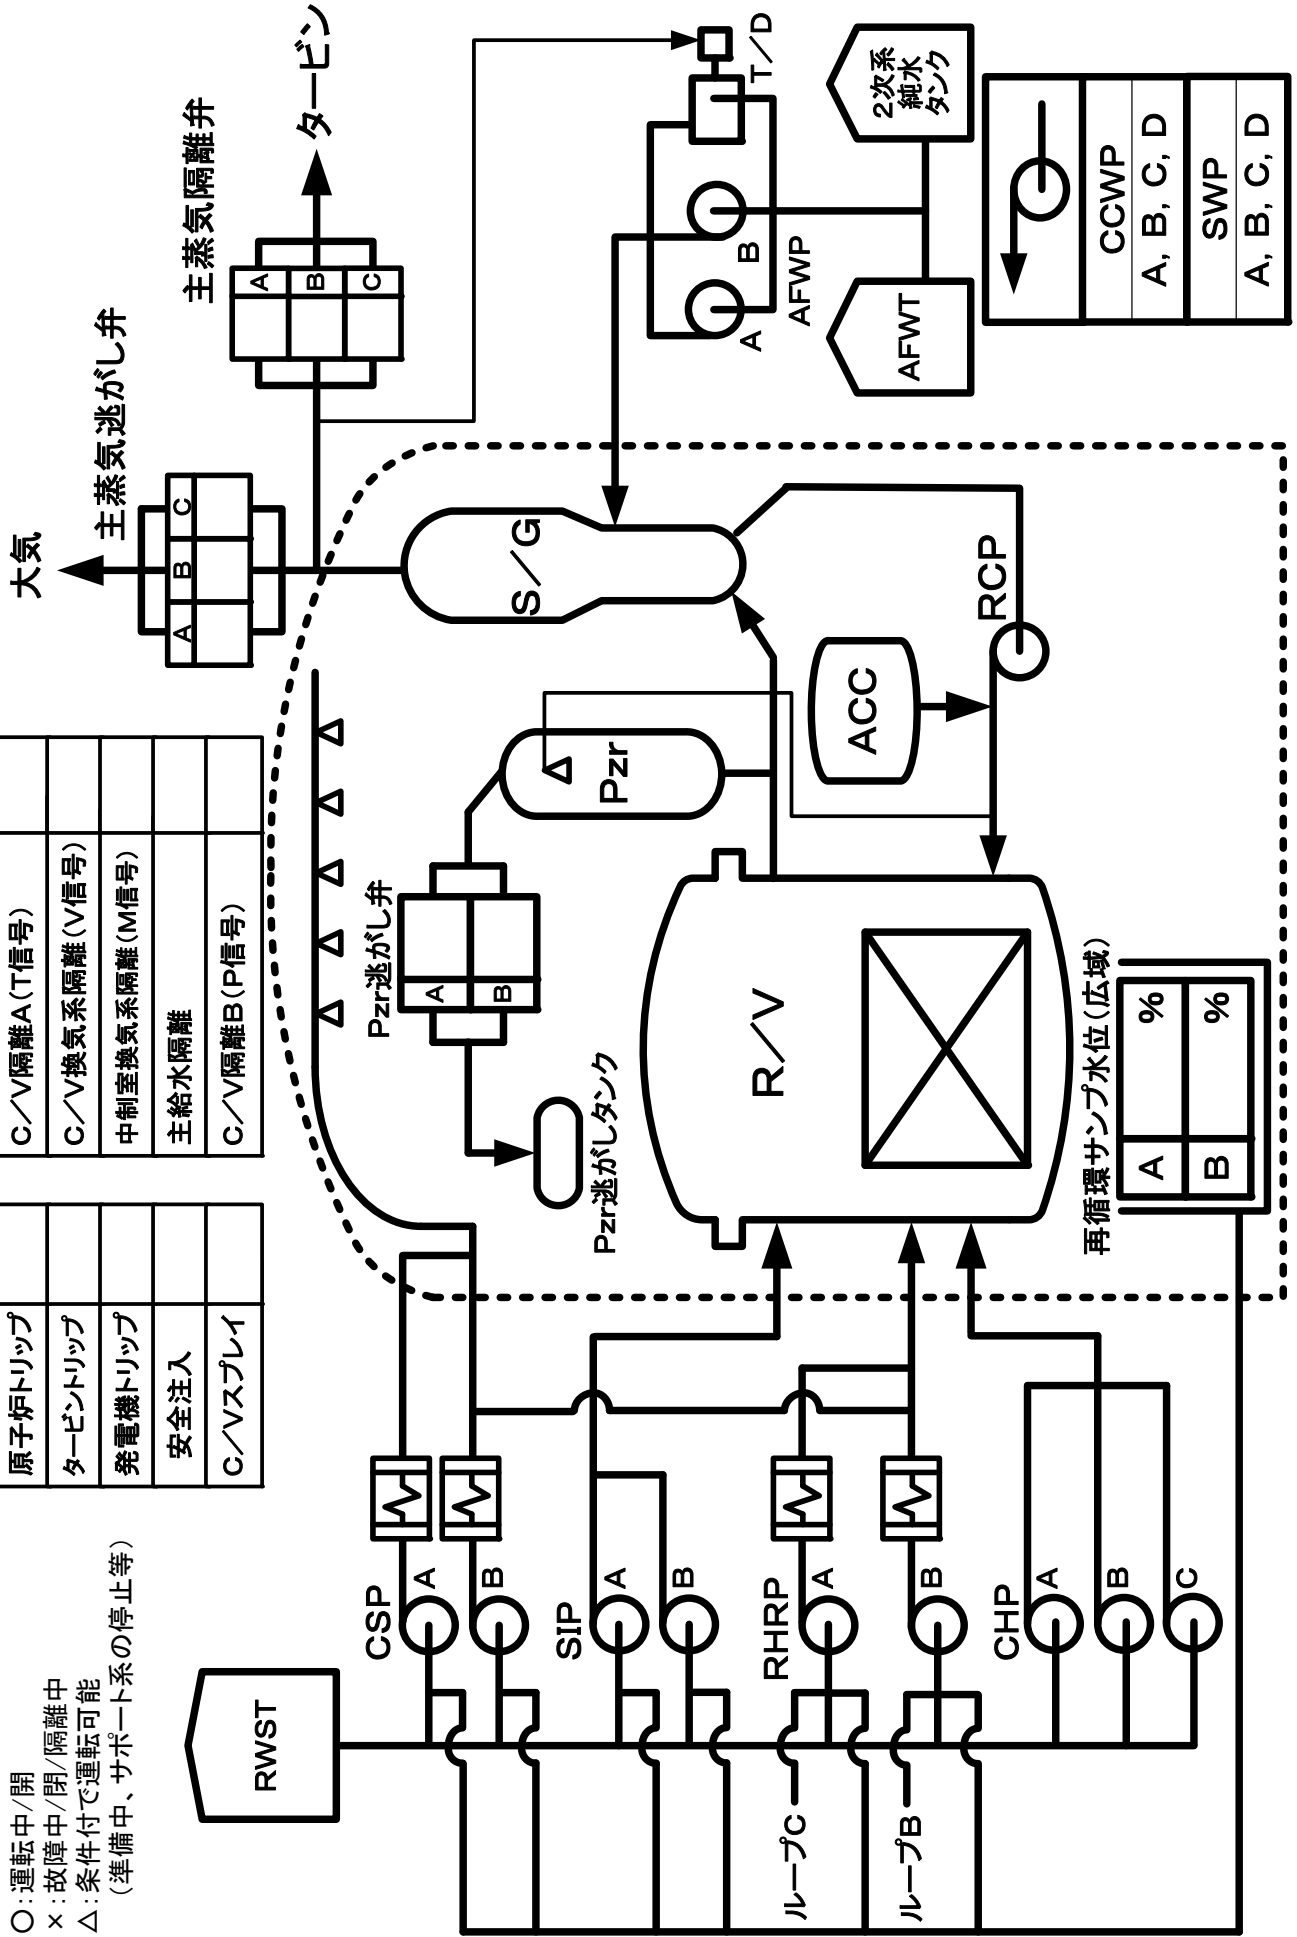 ○：運転中/開
×：故障中/閉/隔離中
△：条件付で運転可能
（準備中、サポート系の停止等）
原子炉トリップ
タービントリップ
発電機トリップ
安全注入
C／Vスプレイ
C／V隔離A（T信号）
C／V換気系隔離（V信号）
中制室換気系隔離（M信号）
主給水隔離
C／V隔離B（P信号）
大気
主蒸気逃がし弁
A
B
C
主蒸気隔離弁
A
B
C
タービン
RWST
CSP
A
B
SIP
A
B
RHRP
A
B
CHP
A
B
C
ループC
ループB
Pzr逃がし弁
A
B
Pzr逃がしタンク
Pzr
S／G
R／V
ACC
RCP
再循環サンプ水位（広域）
A %
B %
T／D
A
B
AFWP
AFWT
2次系
純水
タンク
CCWP
A, B, C, D
SWP
A, B, C, D